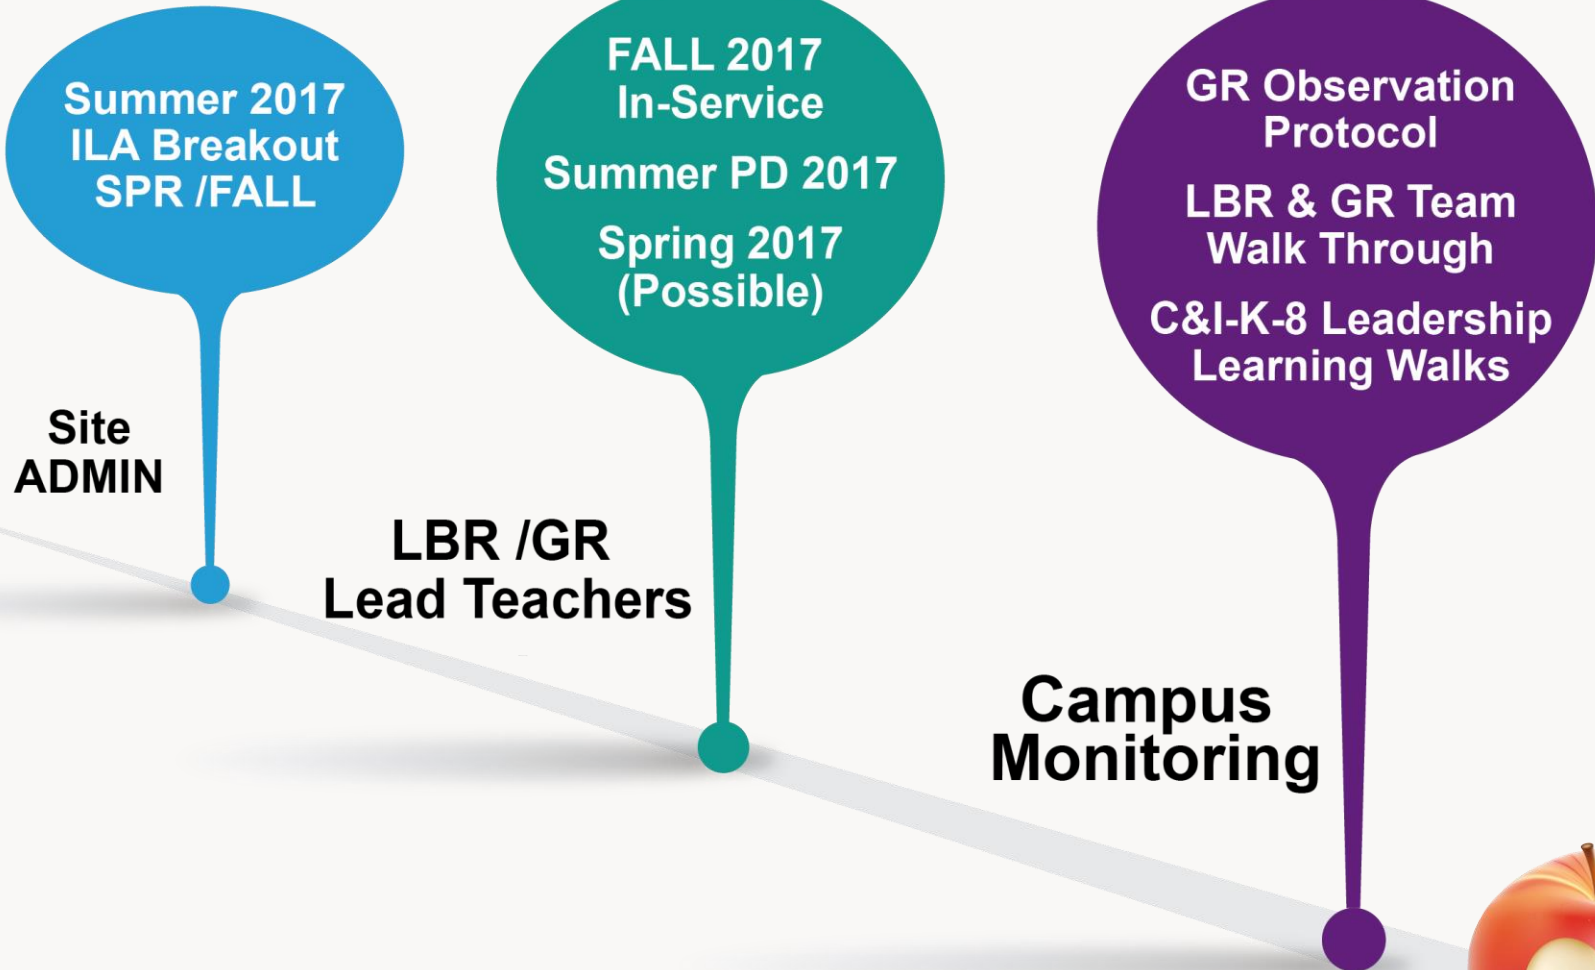 Summer 2017
ILA Breakout
SPR /FALL
Site
ADMIN
FALL 2017
In-Service
Summer PD 2017
Spring 2017
(Possible)
LBR /GR
Lead Teachers
GR Observation
Protocol
LBR & GR Team
Walk Through
C&I-K-8 Leadership
Learning Walks
Campus
Monitoring